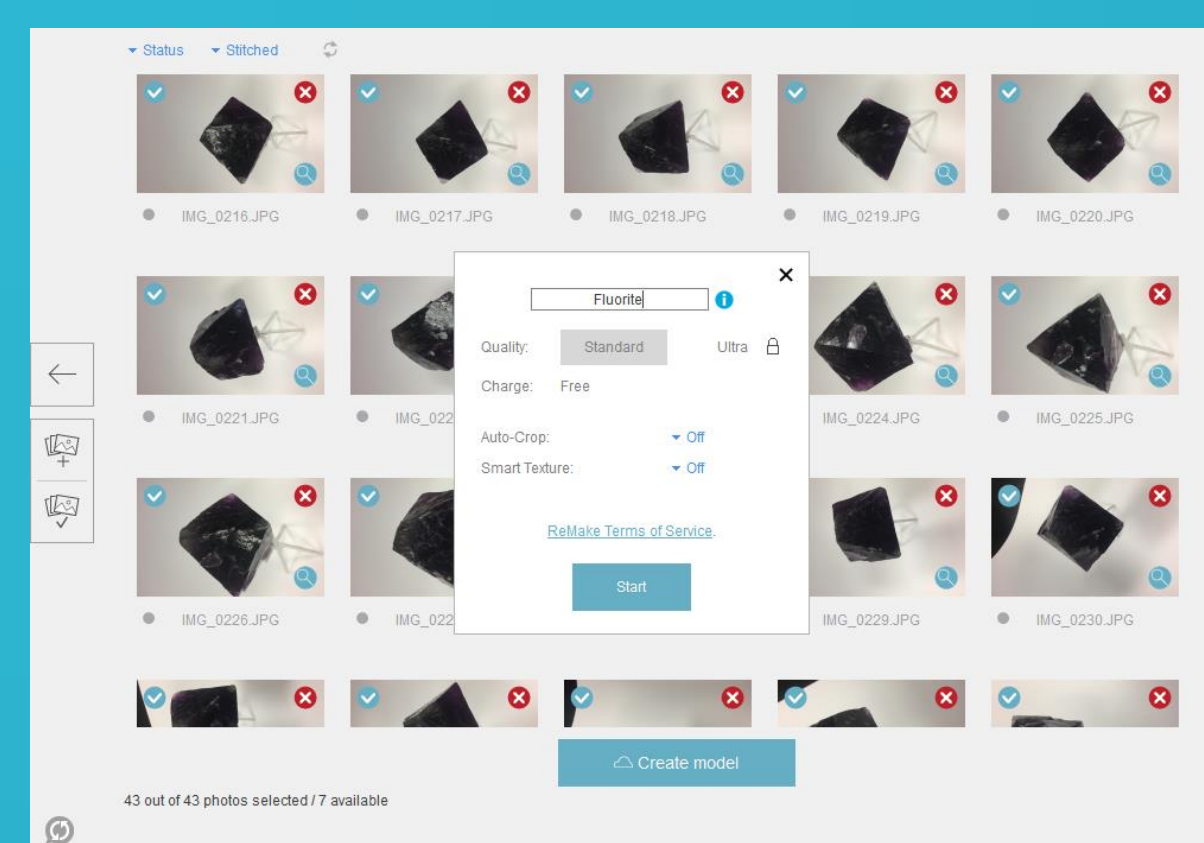 Status Stitched
IMG_0216.JPG IMG_0217.JPG IMG_0218.JPG IMG_0219.JPG IMG_0220.JPG
Fluorite
Quality: Standard Ultra
Charge: Free
IMG_0221.JPG IMG_022 IMG_0224.JPG IMG_0225.JPG
Auto-Crop: Off
Smart Texture: Off
ReMake Terms of Service.
Start
IMG_0226.JPG IMG_022 IMG_0229.JPG IMG_0230.JPG
Create model
43 out of 43 photos selected / 7 available